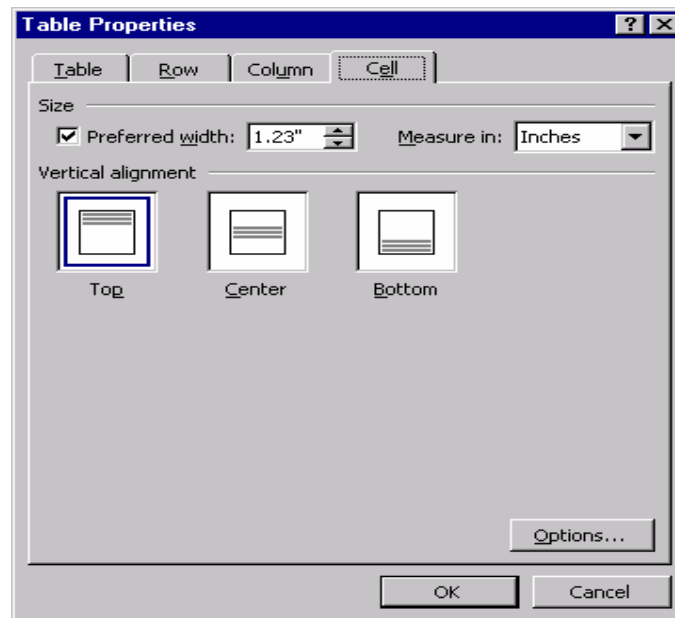 Table Properties
Table Row Column Cell
Size
Preferred width: 1.23" Measure in: Inches
Vertical alignment
Top Center Bottom
Options...
OK Cancel